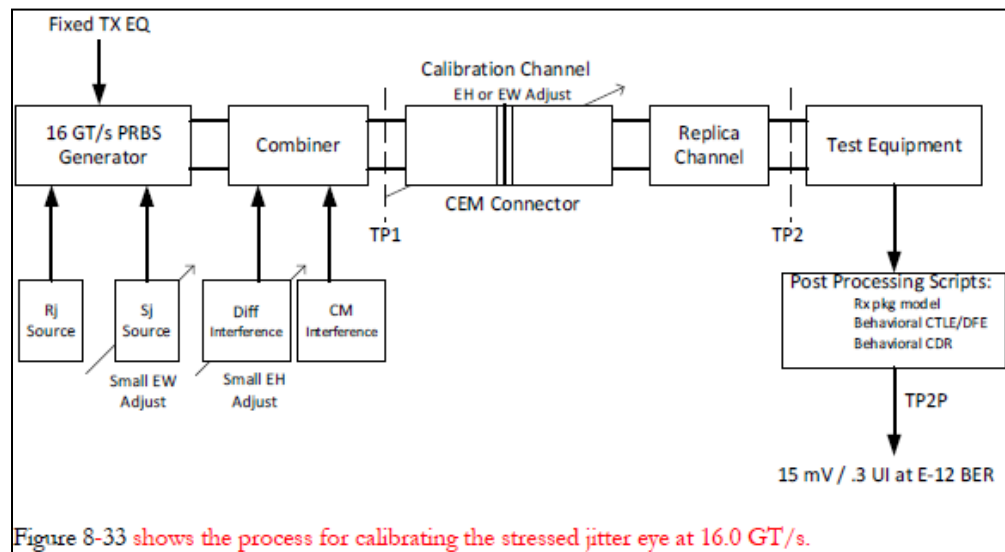 Fixed TX EQ
Calibration Channel
EH or EW Adjust
16 GT/s PRBS
Generator
Combiner
Replica
Channel
Test Equipment
CEM Connector
TP1
TP2
Rj
Source
Sj
Source
Diff
Interference
CM
Interference
Small EW
Adjust
Small EH
Adjust
Post Processing Scripts:
Rx pkg model
Behavioral CTLE/DFE
Behavioral CDR
TP2P
15 mV / .3 UI at E-12 BER
Figure 8-33 shows the process for calibrating the stressed jitter eye at 16.0 GT/s.